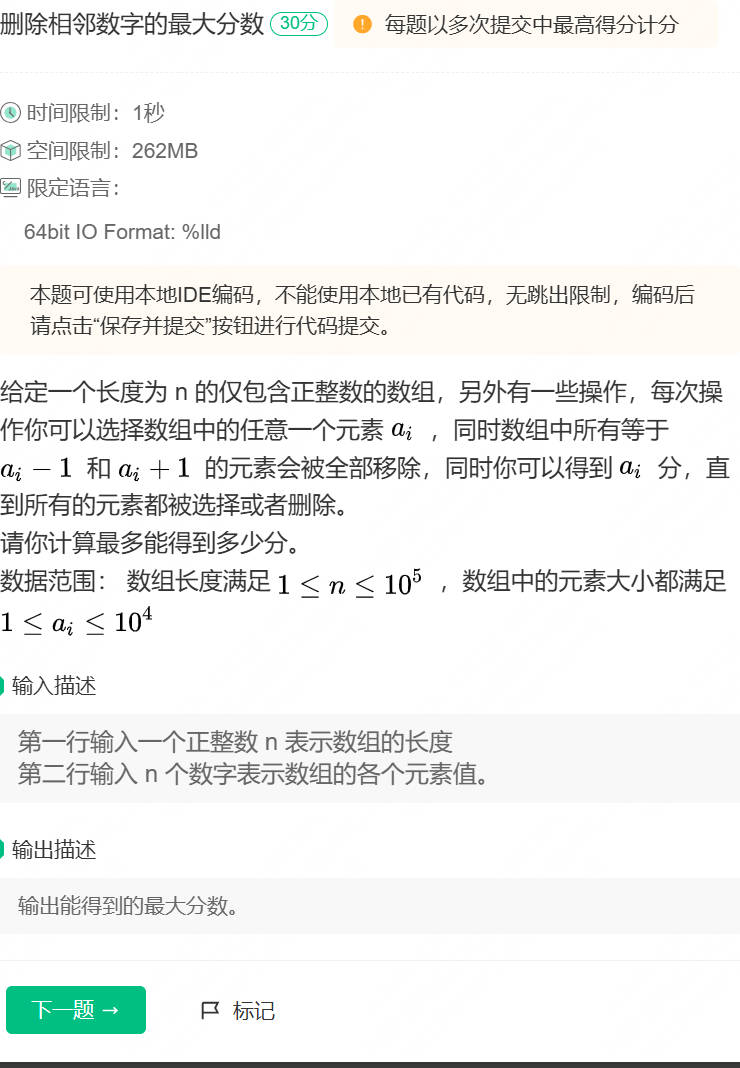 删除相邻数字的最大分数 30分 每题以多次提交中最高得分计分
时间限制：1秒
空间限制：262MB
限定语言：
64bit IO Format: %lld
本题可使用本地IDE编码，不能使用本地已有代码，无跳出限制，编码后
请点击“保存并提交”按钮进行代码提交。
给定一个长度为 n 的仅包含正整数的数组，另外有一些操作，每次操
作你可以选择数组中的任意一个元素 aᵢ ，同时数组中所有等于
aᵢ − 1 和 aᵢ + 1 的元素会被全部移除，同时你可以得到 aᵢ 分，直
到所有的元素都被选择或者删除。
请你计算最多能得到多少分。
数据范围： 数组长度满足 1 ≤ n ≤ 10⁵ ，数组中的元素大小都满足
1 ≤ aᵢ ≤ 10⁴
输入描述
第一行输入一个正整数 n 表示数组的长度
第二行输入 n 个数字表示数组的各个元素值。
输出描述
输出能得到的最大分数。
下一题 → 标记